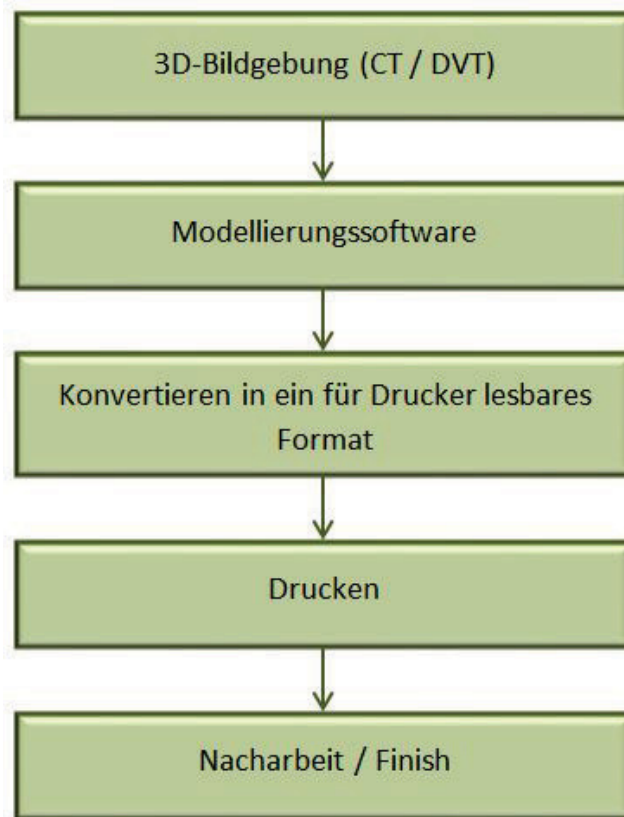 3D-Bildgebung (CT / DVT)
Modellierungssoftware
Konvertieren in ein für Drucker lesbares
Format
Drucken
Nacharbeit / Finish